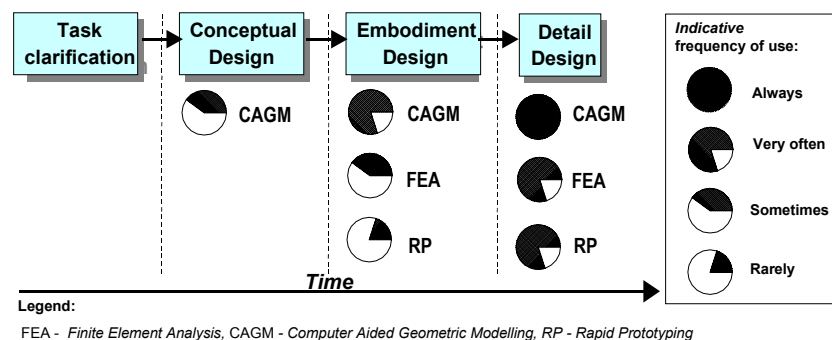 Task
clarification
Conceptual
Design
Embodiment
Design
Detail
Design
CAGM
CAGM
FEA
RP
CAGM
FEA
RP
Time
Indicative
frequency of use:
Always
Very often
Sometimes
Rarely
Legend:
FEA - Finite Element Analysis, CAGM - Computer Aided Geometric Modelling, RP - Rapid Prototyping